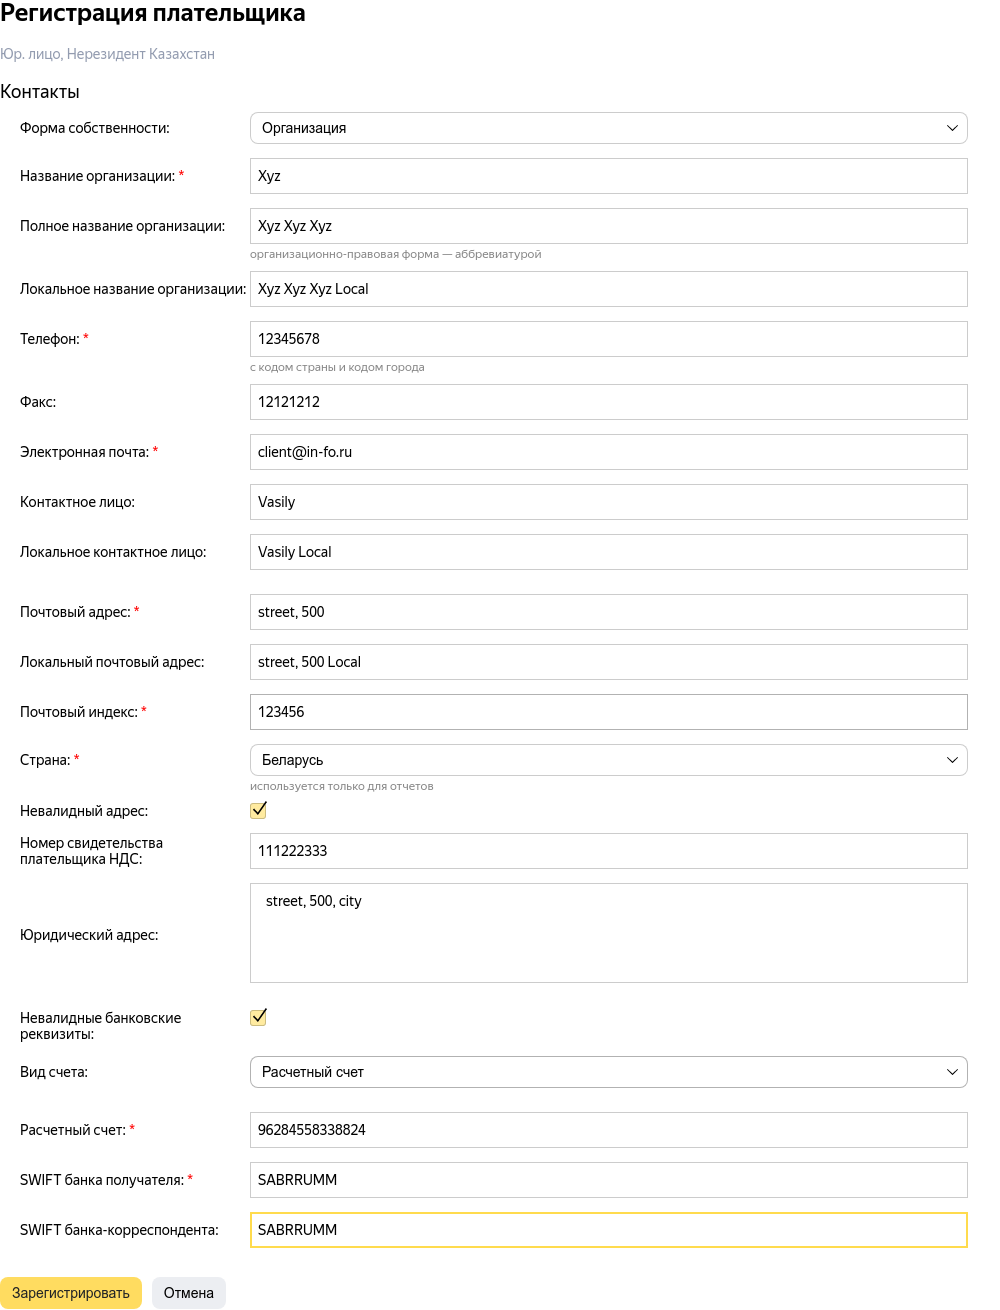 Регистрация плательщика
Юр. лицо, Нерезидент Казахстан
Контакты
Форма собственности: Организация
Название организации: * Xyz
Полное название организации: Xyz Xyz Xyz
организационно-правовая форма — аббревиатурой
Локальное название организации: Xyz Xyz Xyz Local
Телефон: * 12345678
с кодом страны и кодом города
Факс: 12121212
Электронная почта: * client@in-fo.ru
Контактное лицо: Vasily
Локальное контактное лицо: Vasily Local
Почтовый адрес: * street, 500
Локальный почтовый адрес: street, 500 Local
Почтовый индекс: * 123456
Страна: * Беларусь
используется только для отчетов
Невалидный адрес:
Номер свидетельства
плательщика НДС: 111222333
street, 500, city
Юридический адрес:
Невалидные банковские
реквизиты:
Вид счета: Расчетный счет
Расчетный счет: * 96284558338824
SWIFT банка получателя: * SABRRUMM
SWIFT банка-корреспондента: SABRRUMM
Зарегистрировать Отмена